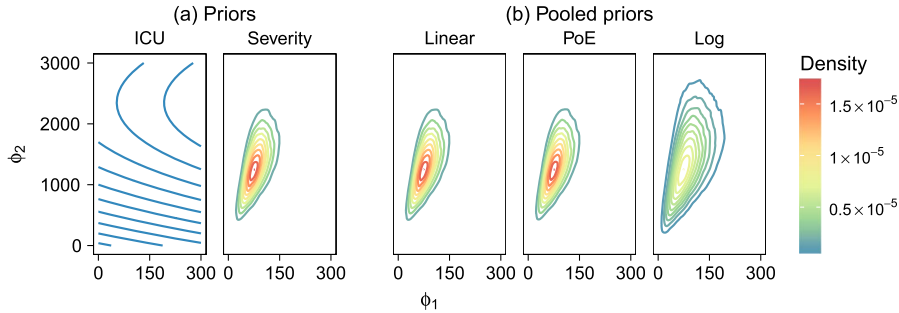 (a) Priors
(b) Pooled priors
ICU
Severity
Linear
PoE
Log
Density
3000
2000
1000
0
ϕ₂
1.5×10⁻⁵
1×10⁻⁵
0.5×10⁻⁵
0 150 300
0 150 300
0 150 300
0 150 300
0 150 300
ϕ₁